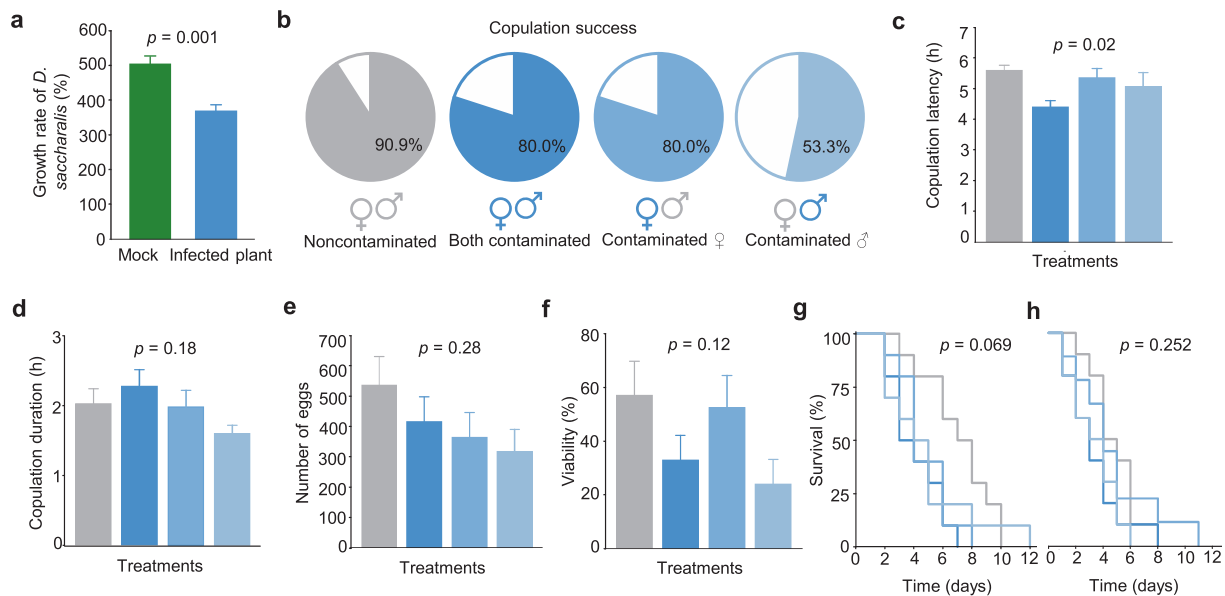 a
Growth rate of D.
saccharalis (%)
600
500
400
300
200
100
0
p = 0.001
Mock
Infected plant
b
Copulation success
90.9%
80.0%
80.0%
53.3%
♀♂
♀♂
♀♂
♀♂
Noncontaminated
Both contaminated
Contaminated ♀
Contaminated ♂
c
Copulation latency (h)
7
6
5
4
3
2
1
0
p = 0.02
Treatments
d
Copulation duration (h)
3
2
1
0
p = 0.18
Treatments
e
Number of eggs
700
600
500
400
300
200
100
0
p = 0.28
Treatments
f
Viability (%)
80
60
40
20
0
p = 0.12
Treatments
g
Survival (%)
100
75
50
25
0
p = 0.069
0 2 4 6 8 10 12
Time (days)
h
p = 0.252
0 2 4 6 8 10 12
Time (days)